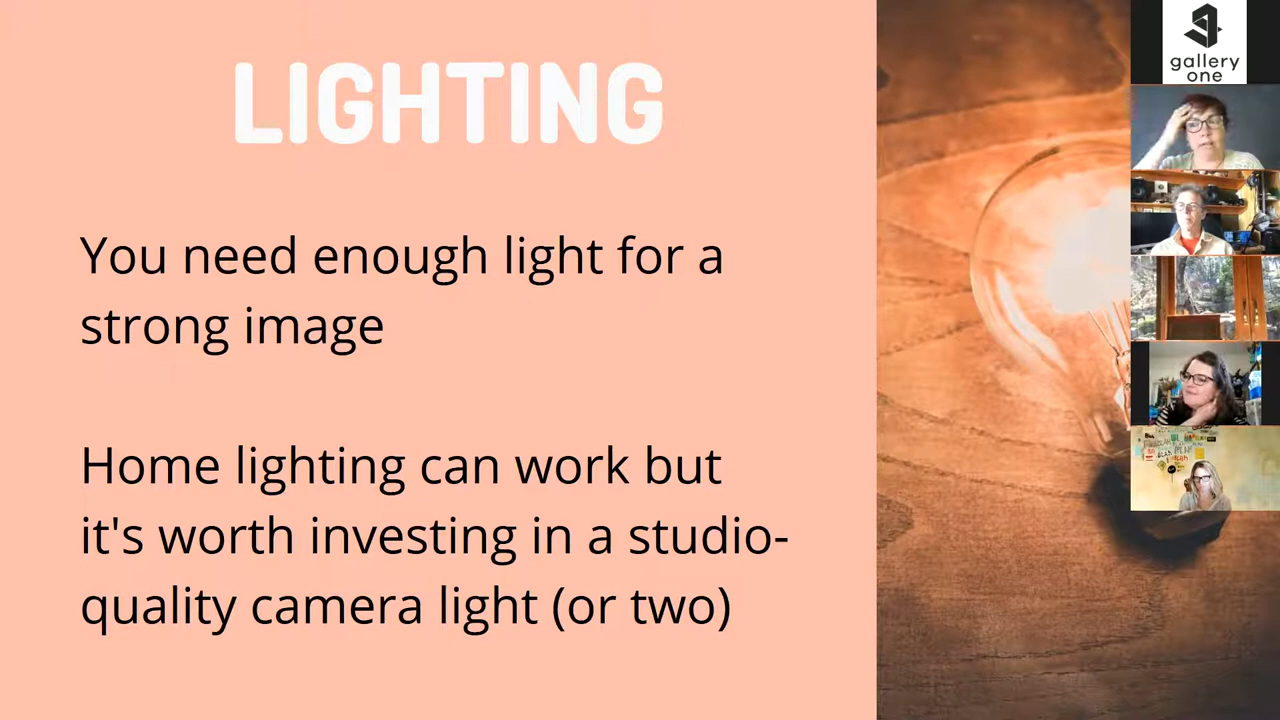 LIGHTING
You need enough light for a
strong image
Home lighting can work but
it's worth investing in a studio-
quality camera light (or two)
gallery
one